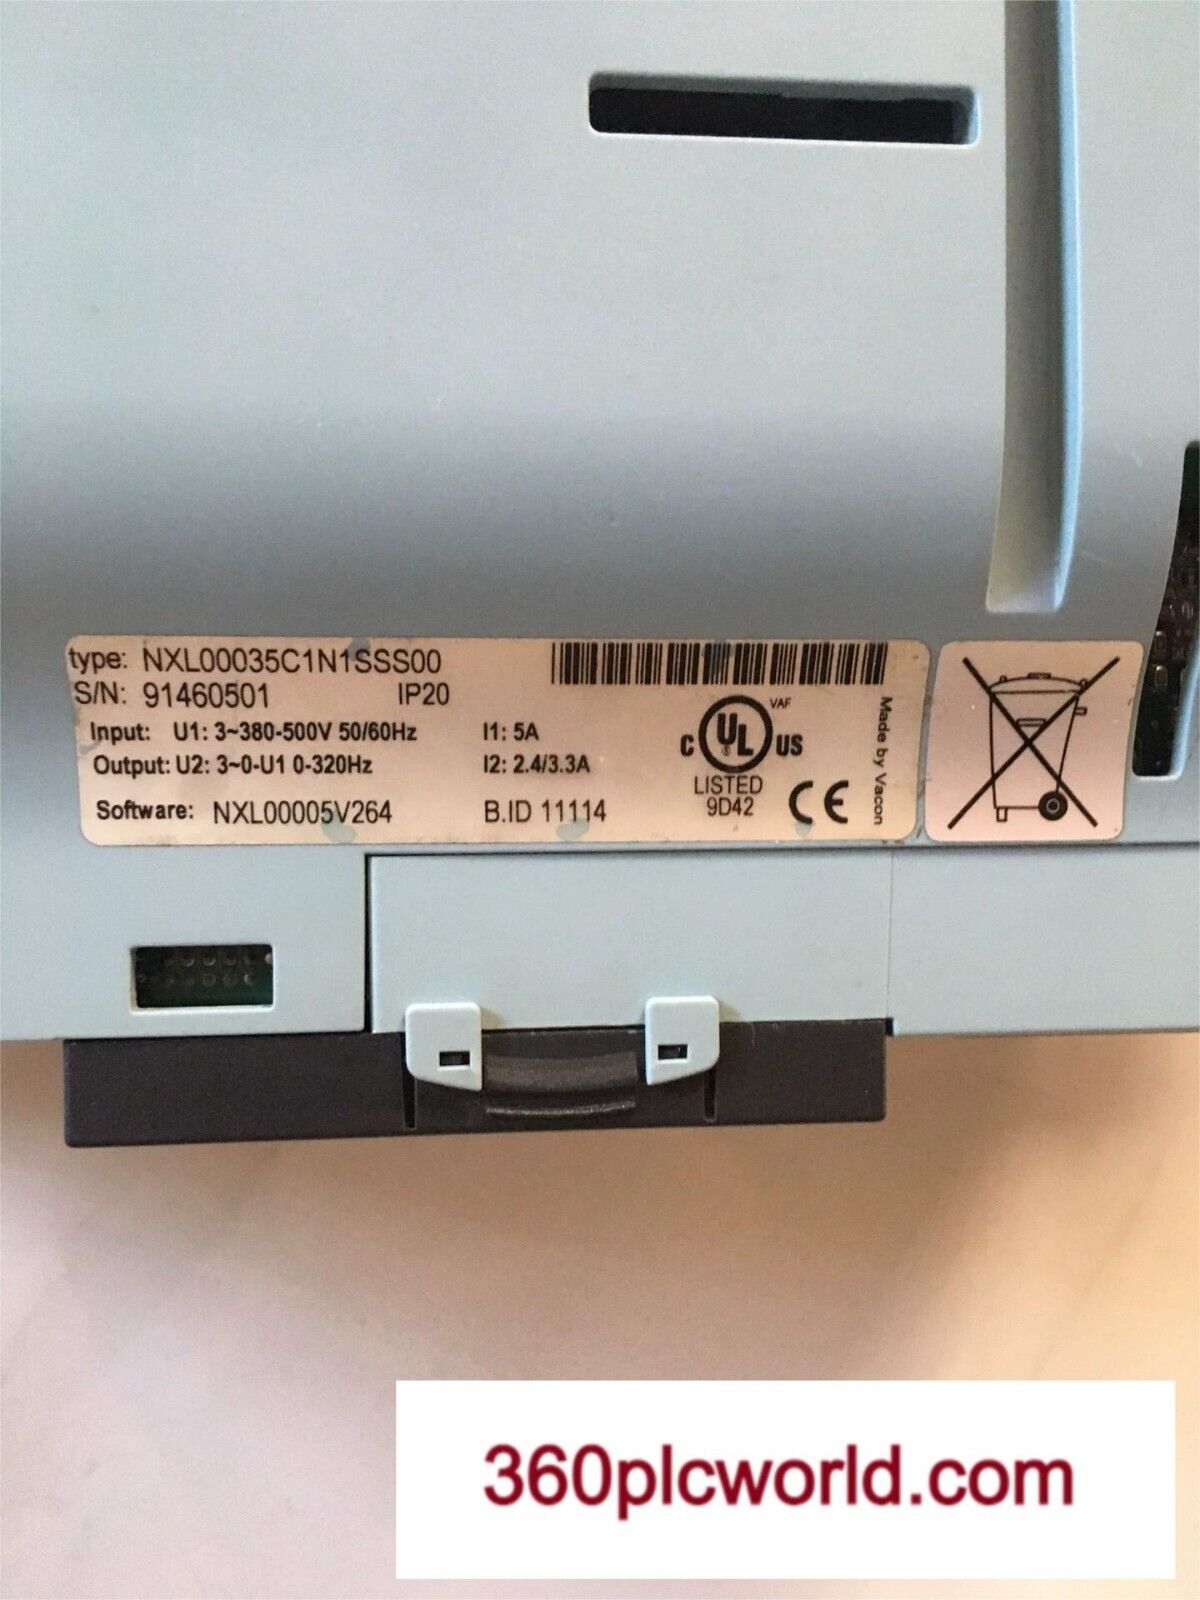 type: NXL00035C1N1SSS00
S/N: 91460501 IP20
Input: U1: 3~380-500V 50/60Hz I1: 5A
Output: U2: 3~0-U1 0-320Hz I2: 2.4/3.3A
Software: NXL00005V264 B.ID 11114
VAF
C UL ® US
LISTED
9D42
CE
Made by Vacon
360plcworld.com